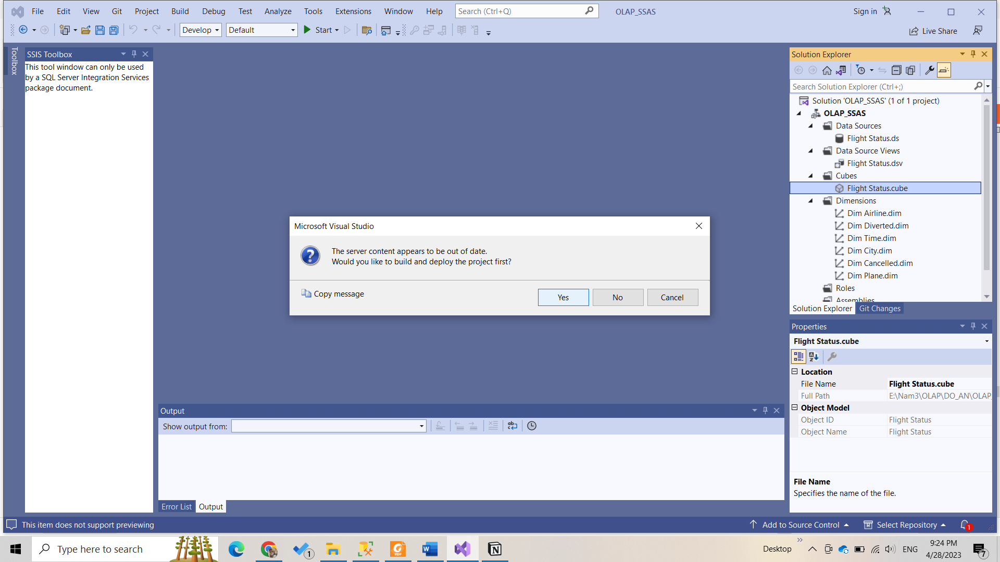 File Edit View Git Project Build Debug Test Analyze Tools Extensions Window Help Search (Ctrl+Q) OLAP_SSAS Sign in
Develop Default Start Live Share
Toolbox
SSIS Toolbox
This tool window can only be used
by a SQL Server Integration Services
package document.
Microsoft Visual Studio
The server content appears to be out of date.
Would you like to build and deploy the project first?
Copy message
Yes No Cancel
Output
Show output from:
Error List Output
Solution Explorer
Search Solution Explorer (Ctrl+;)
Solution 'OLAP_SSAS' (1 of 1 project)
OLAP_SSAS
Data Sources
Flight Status.ds
Data Source Views
Flight Status.dsv
Cubes
Flight Status.cube
Dimensions
Dim Airline.dim
Dim Diverted.dim
Dim Time.dim
Dim City.dim
Dim Cancelled.dim
Dim Plane.dim
Roles
Assemblies
Solution Explorer Git Changes
Properties
Flight Status.cube
Location
File Name Flight Status.cube
Full Path E:\Nam3\OLAP\DO_AN\OLAP_
Object Model
Object ID Flight Status
Object Name Flight Status
File Name
Specifies the name of the file.
This item does not support previewing Add to Source Control Select Repository 1
Type here to search 1 Desktop ENG 9:24 PM
4/28/2023 7